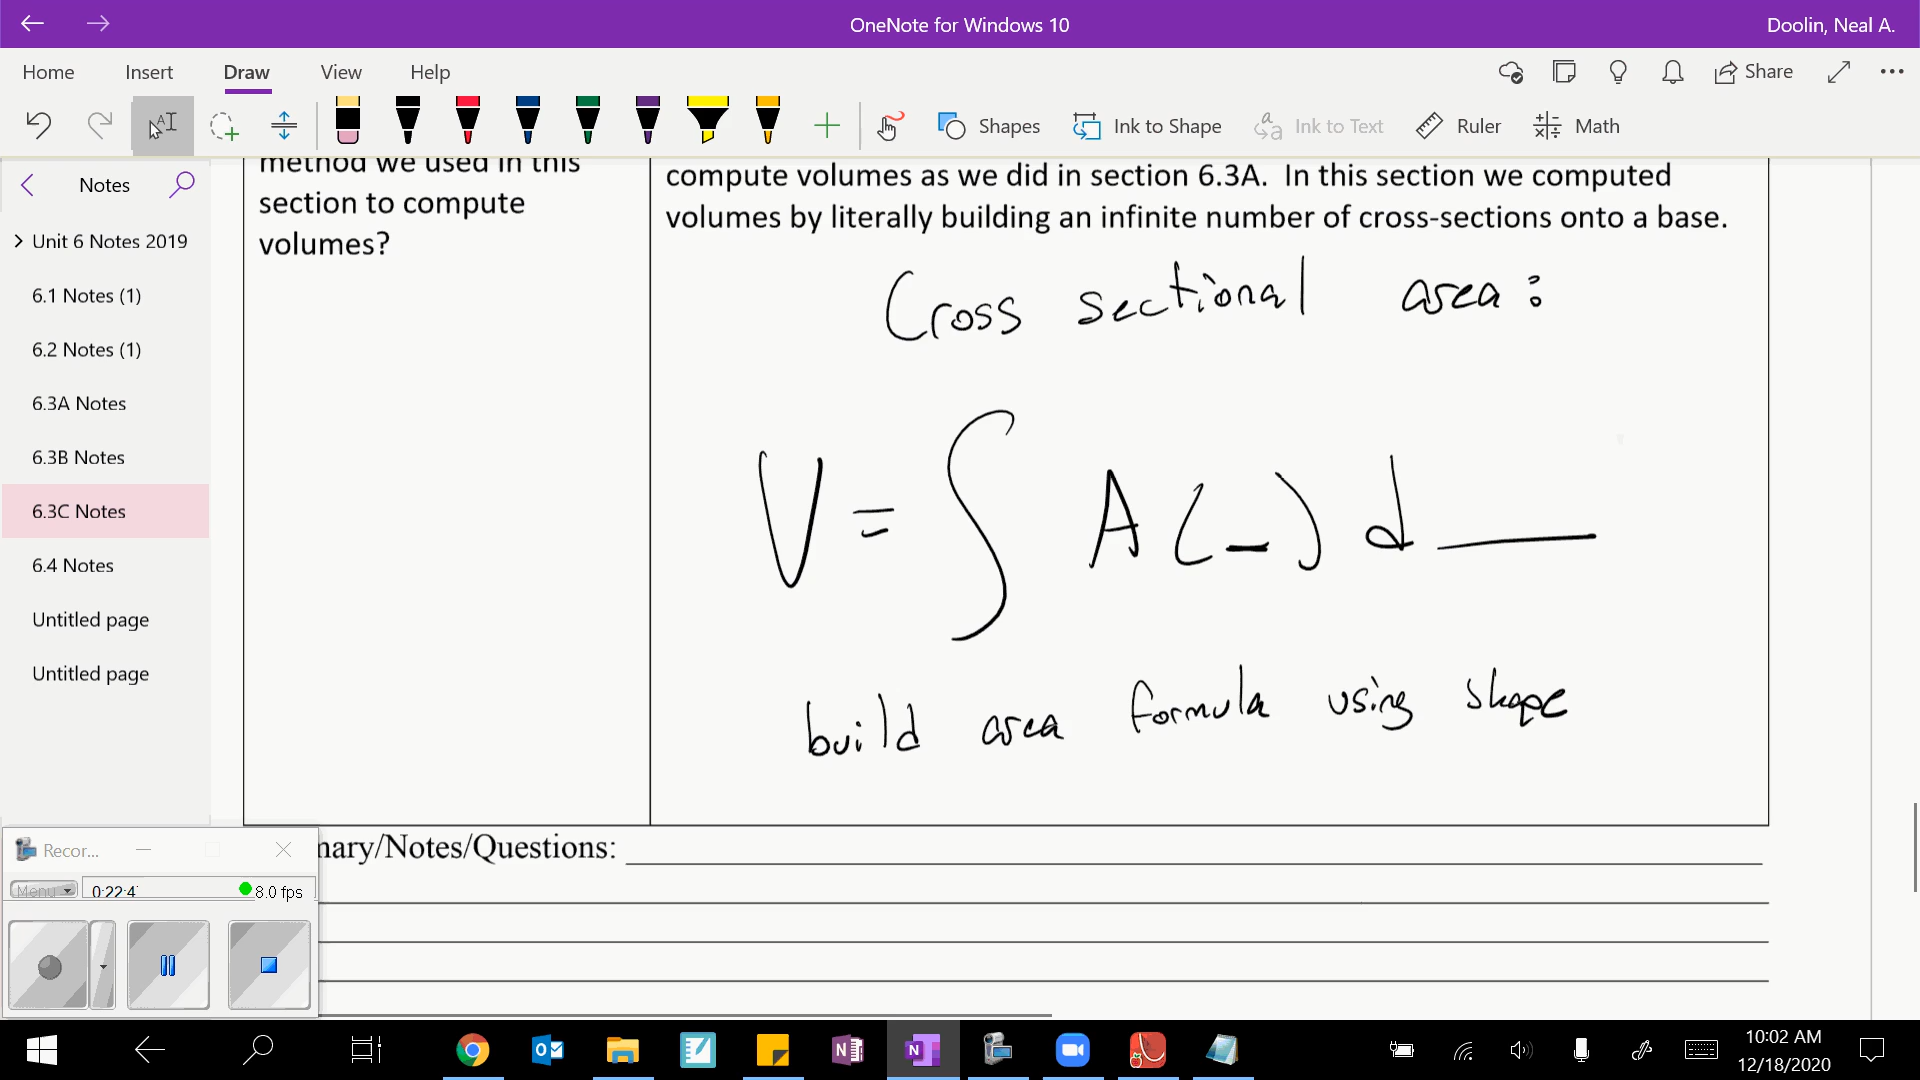 OneNote for Windows 10
Doolin, Neal A.
Home Insert Draw View Help
Share
Shapes Ink to Shape Ink to Text Ruler Math
Notes
Unit 6 Notes 2019
6.1 Notes (1)
6.2 Notes (1)
6.3A Notes
6.3B Notes
6.3C Notes
6.4 Notes
Untitled page
Untitled page
method we used in this
section to compute
volumes?
compute volumes as we did in section 6.3A. In this section we computed
volumes by literally building an infinite number of cross-sections onto a base.
Cross sectional area:
V = ∫ A(_) d___
build area formula using shape
mary/Notes/Questions:
Recor...
Menu 0:22:4 8.0 fps
10:02 AM
12/18/2020